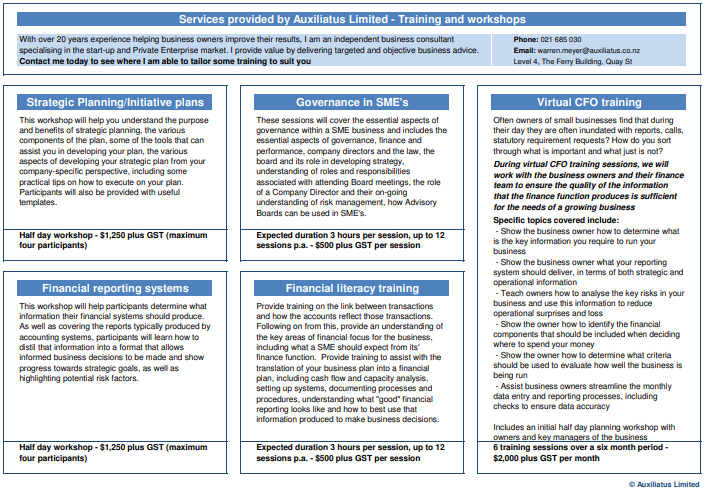 Services provided by Auxiliatus Limited - Training and workshops
With over 20 years experience helping business owners improve their results, I am an independent business consultant
specialising in the start-up and Private Enterprise market. I provide value by delivering targeted and objective business advice.
Contact me today to see where I am able to tailor some training to suit you
Phone: 021 685 030
Email: warren.meyer@auxiliatus.co.nz
Level 4, The Ferry Building, Quay St
Strategic Planning/Initiative plans
This workshop will help you understand the purpose
and benefits of strategic planning, the various
components of the plan, some of the tools that can
assist you in developing your plan, the various
aspects of developing your strategic plan from your
company-specific perspective, including some
practical tips on how to execute on your plan.
Participants will also be provided with useful
templates.
Half day workshop - $1,250 plus GST (maximum
four participants)
Governance in SME's
These sessions will cover the essential aspects of
governance within a SME business and includes the
essential aspects of governance, finance and
performance, company directors and the law, the
board and its role in developing strategy,
understanding of roles and responsibilities
associated with attending Board meetings, the role
of a Company Director and their on-going
understanding of risk management, how Advisory
Boards can be used in SME's.
Expected duration 3 hours per session, up to 12
sessions p.a. - $500 plus GST per session
Virtual CFO training
Often owners of small businesses find that during
their day they are often inundated with reports, calls,
statutory requirement requests? How do you sort
through what is important and what just is not?
During virtual CFO training sessions, we will
work with the business owners and their finance
team to ensure the quality of the information
that the finance function produces is sufficient
for the needs of a growing business
Specific topics covered include:
- Show the business owner how to determine what
is the key information you require to run your
business
- Show the business owner what your reporting
system should deliver, in terms of both strategic and
operational information
- Teach owners how to analyse the key risks in your
business and use this information to reduce
operational surprises and loss
- Show the owner how to identify the financial
components that should be included when deciding
where to spend your money
- Show the owner how to determine what criteria
should be used to evaluate how well the business is
being run
- Assist business owners streamline the monthly
data entry and reporting processes, including
checks to ensure data accuracy
Includes an initial half day planning workshop with
owners and key managers of the business
6 training sessions over a six month period -
$2,000 plus GST per month
Financial reporting systems
This workshop will help participants determine what
information their financial systems should produce.
As well as covering the reports typically produced by
accounting systems, participants will learn how to
distil that information into a format that allows
informed business decisions to be made and show
progress towards strategic goals, as well as
highlighting potential risk factors.
Half day workshop - $1,250 plus GST (maximum
four participants)
Financial literacy training
Provide training on the link between transactions
and how the accounts reflect those transactions.
Following on from this, provide an understanding of
the key areas of financial focus for the business,
including what a SME should expect from its'
finance function. Provide training to assist with the
translation of your business plan into a financial
plan, including cash flow and capacity analysis,
setting up systems, documenting processes and
procedures, understanding what "good" financial
reporting looks like and how to best use that
information produced to make business decisions.
Expected duration 3 hours per session, up to 12
sessions p.a. - $500 plus GST per session
© Auxiliatus Limited